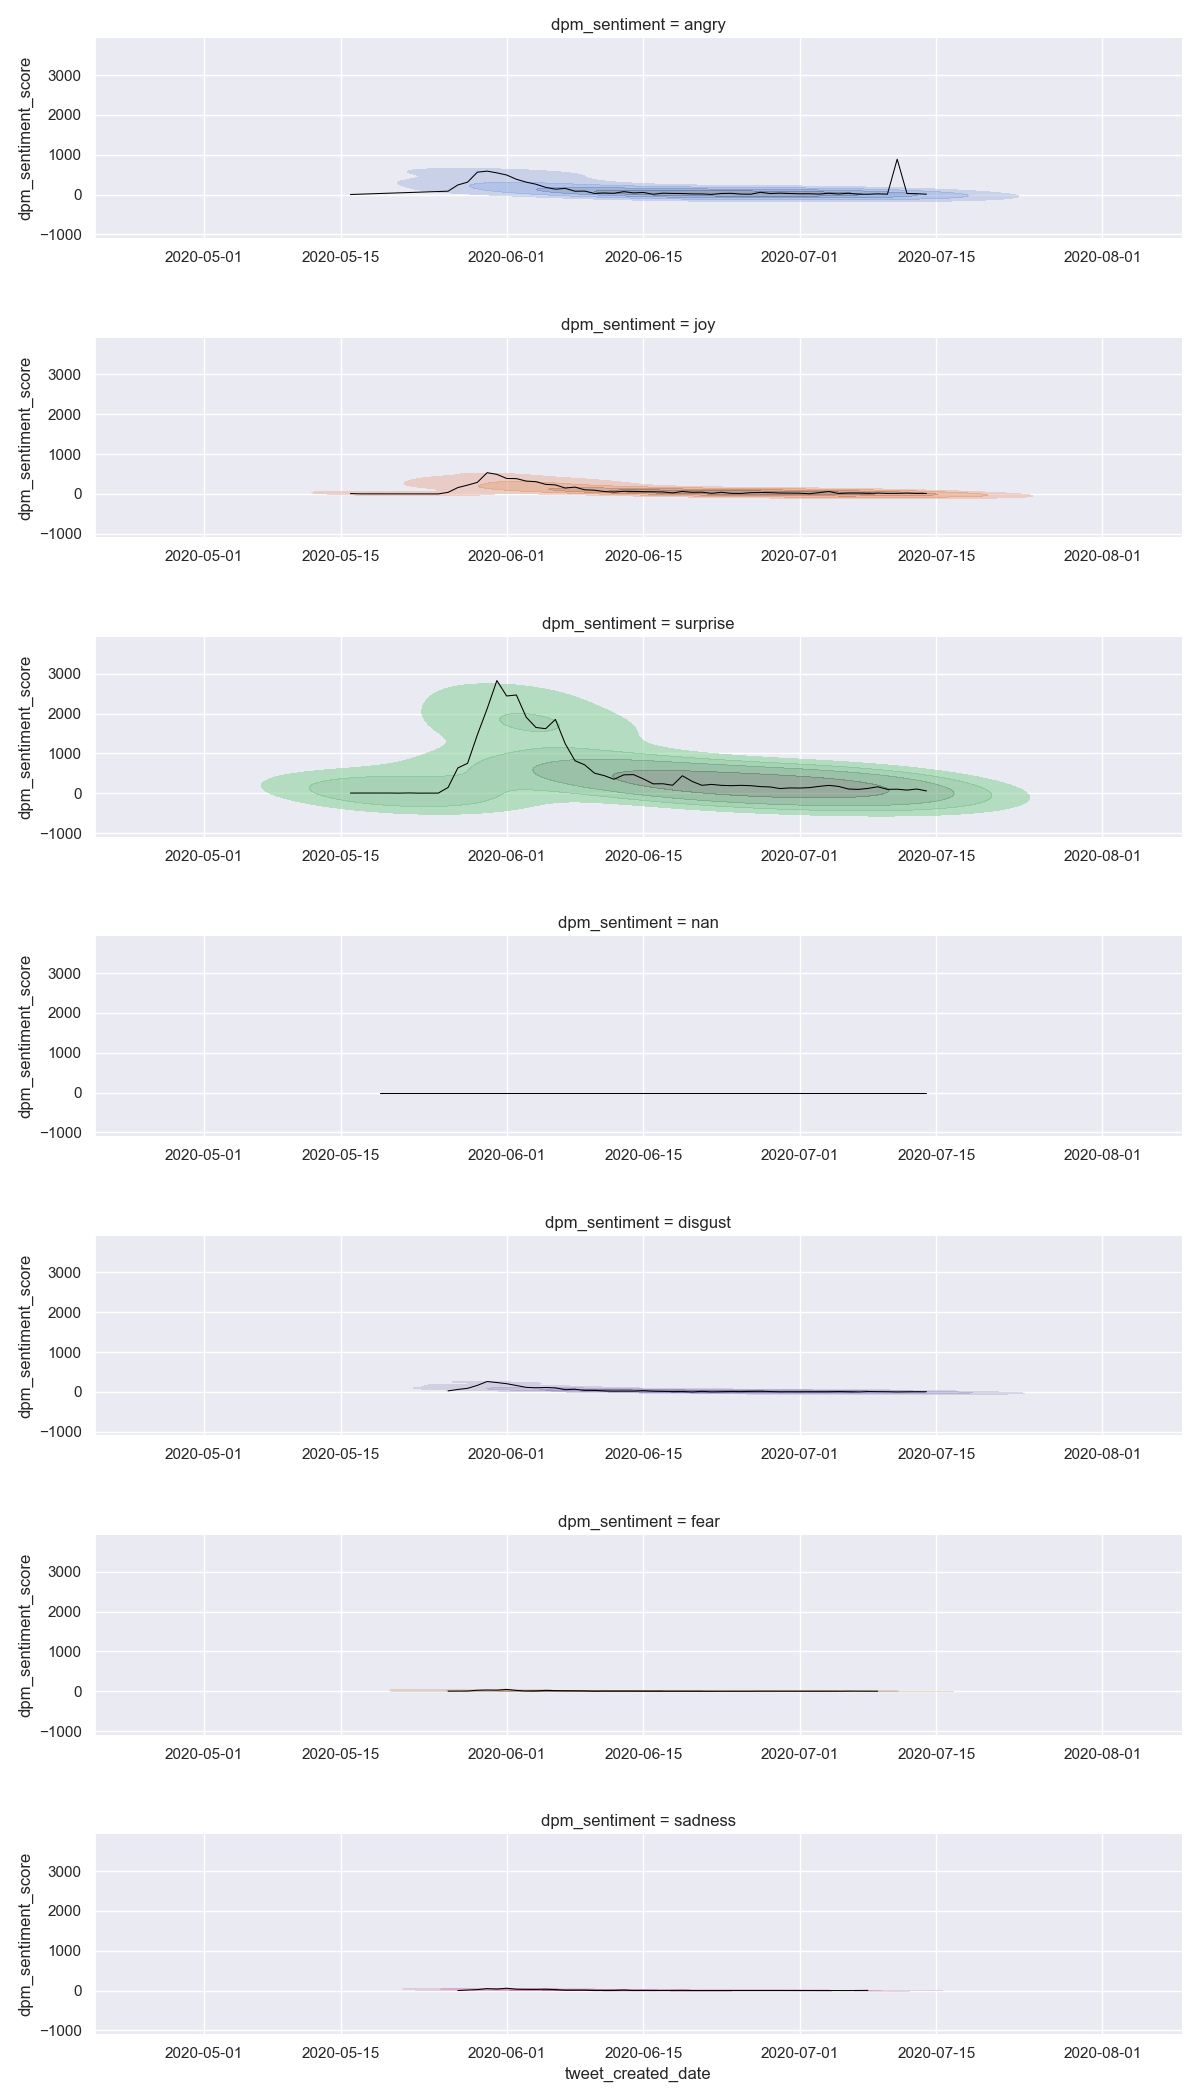 dpm_sentiment = angry
dpm_sentiment_score
3000
2000
1000
0
−1000
2020-05-01 2020-05-15 2020-06-01 2020-06-15 2020-07-01 2020-07-15 2020-08-01
dpm_sentiment = joy
dpm_sentiment_score
3000
2000
1000
0
−1000
2020-05-01 2020-05-15 2020-06-01 2020-06-15 2020-07-01 2020-07-15 2020-08-01
dpm_sentiment = surprise
dpm_sentiment_score
3000
2000
1000
0
−1000
2020-05-01 2020-05-15 2020-06-01 2020-06-15 2020-07-01 2020-07-15 2020-08-01
dpm_sentiment = nan
dpm_sentiment_score
3000
2000
1000
0
−1000
2020-05-01 2020-05-15 2020-06-01 2020-06-15 2020-07-01 2020-07-15 2020-08-01
dpm_sentiment = disgust
dpm_sentiment_score
3000
2000
1000
0
−1000
2020-05-01 2020-05-15 2020-06-01 2020-06-15 2020-07-01 2020-07-15 2020-08-01
dpm_sentiment = fear
dpm_sentiment_score
3000
2000
1000
0
−1000
2020-05-01 2020-05-15 2020-06-01 2020-06-15 2020-07-01 2020-07-15 2020-08-01
dpm_sentiment = sadness
dpm_sentiment_score
3000
2000
1000
0
−1000
2020-05-01 2020-05-15 2020-06-01 2020-06-15 2020-07-01 2020-07-15 2020-08-01
tweet_created_date